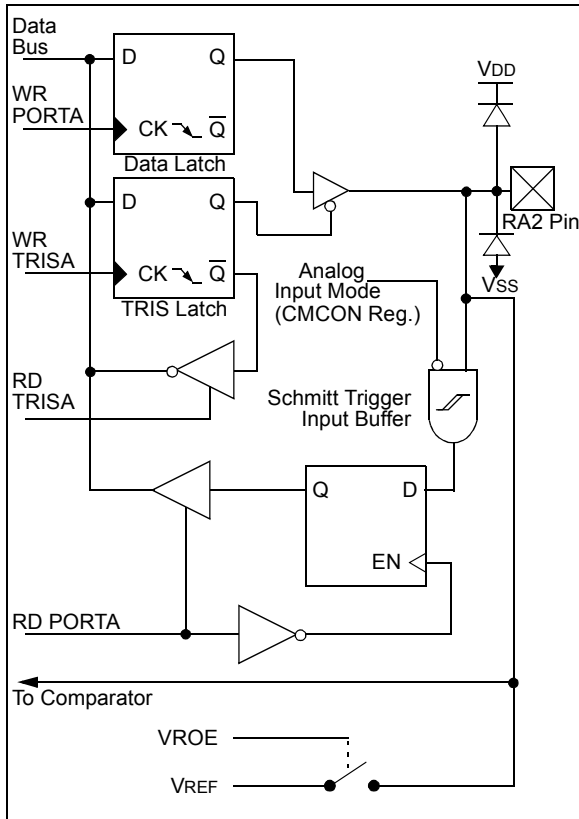 Data
Bus
D
Q
WR
PORTA
CK
Q
Data Latch
VDD
RA2 Pin
VSS
D
Q
WR
TRISA
CK
Q
TRIS Latch
Analog
Input Mode
(CMCON Reg.)
RD
TRISA
Schmitt Trigger
Input Buffer
Q
D
EN
RD PORTA
To Comparator
VROE
VREF